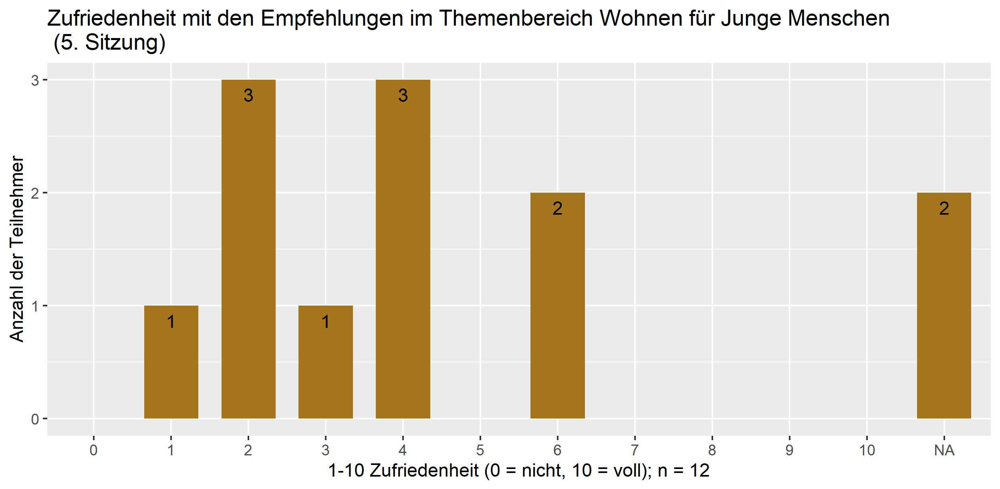 Zufriedenheit mit den Empfehlungen im Themenbereich Wohnen für Junge Menschen
(5. Sitzung)
Anzahl der Teilnehmer
3
2
1
0
1
3
1
3
2
2
0 1 2 3 4 5 6 7 8 9 10 NA
1-10 Zufriedenheit (0 = nicht, 10 = voll); n = 12